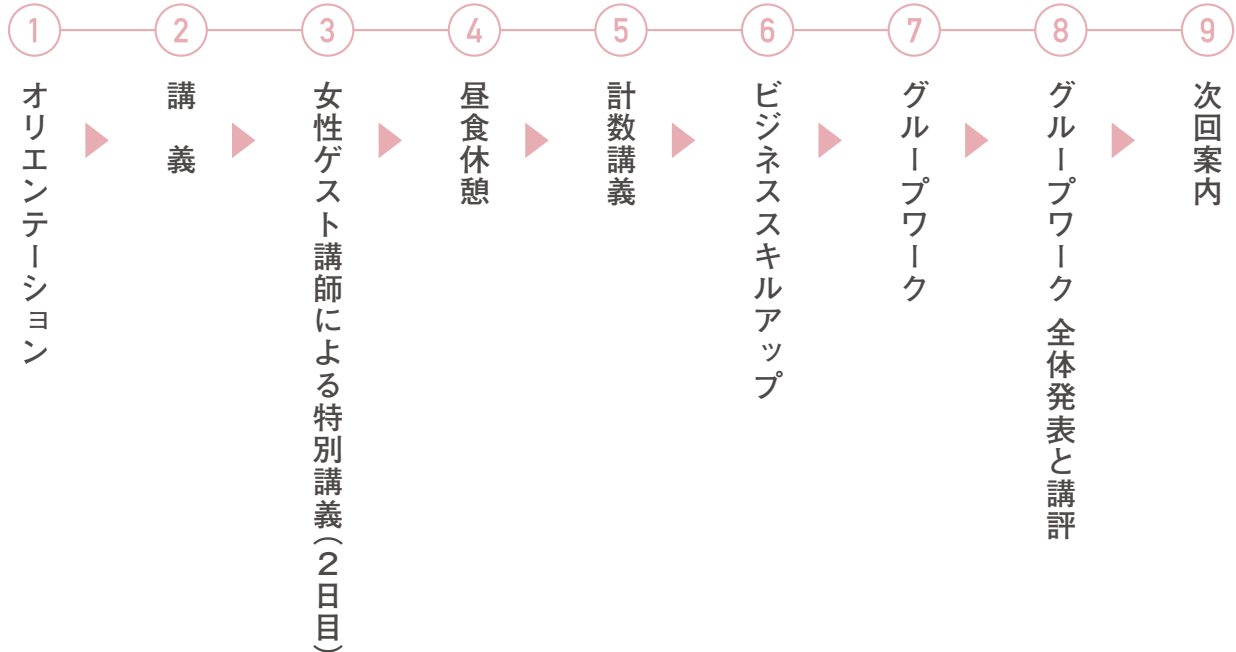 1
オリエンテーション
2
講 義
3
女性ゲスト講師による特別講義(2日目)
4
昼食休憩
5
計数講義
6
ビジネススキルアップ
7
グループワーク
8
グループワーク 全体発表と講評
9
次回案内